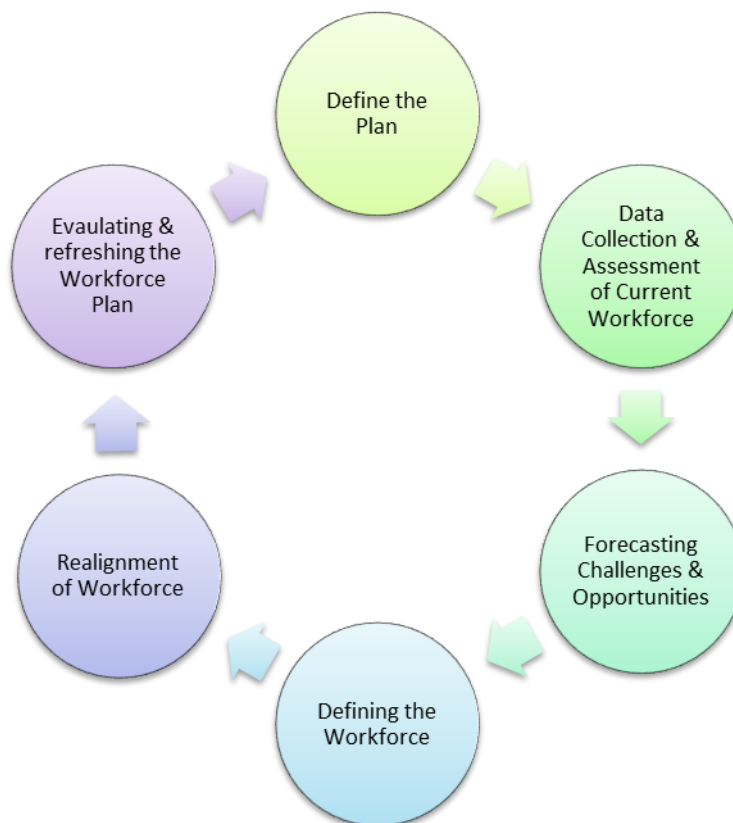 Define the
Plan
Data
Collection &
Assessment
of Current
Workforce
Forecasting
Challenges &
Opportunities
Defining the
Workforce
Realignment
of Workforce
Evaulating &
refreshing the
Workforce
Plan